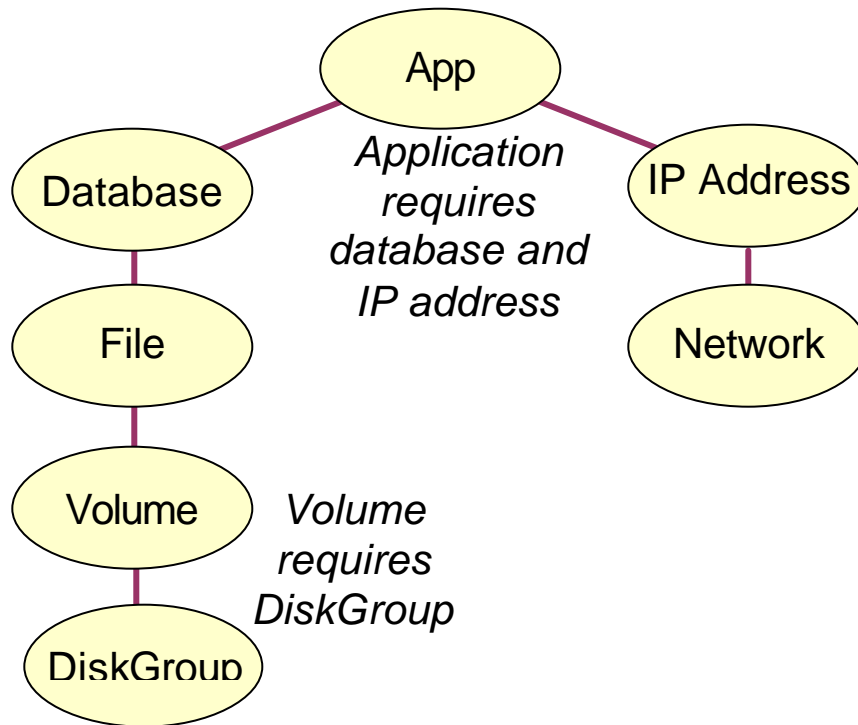 App
Application
requires
database and
IP address
Database
IP Address
File
Network
Volume
Volume
requires
DiskGroup
DiskGroup